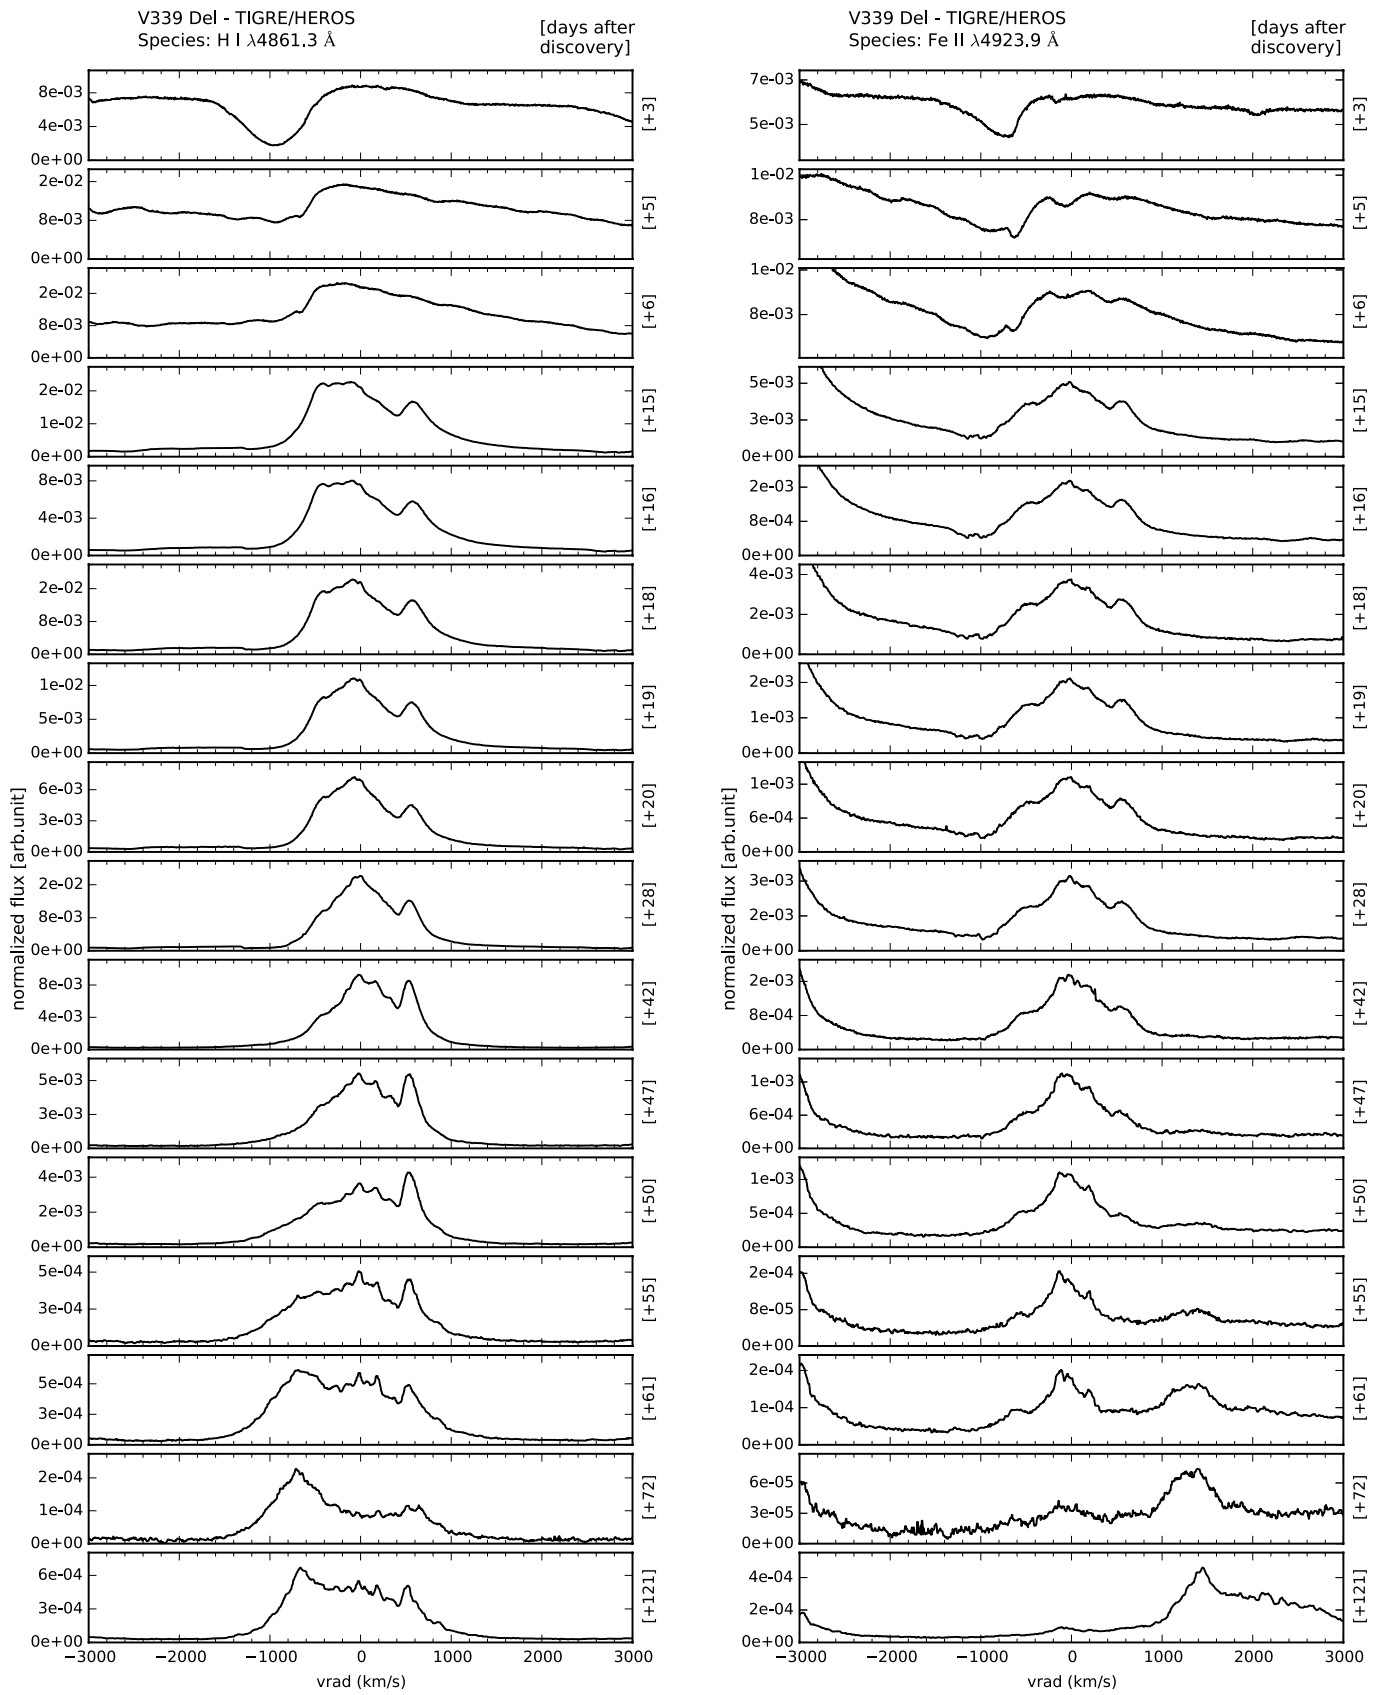 V339 Del - TIGRE/HEROS
Species: H I λ4861.3 Å
[days after
discovery]
8e-03
4e-03
0e+00
[+3]
2e-02
8e-03
0e+00
[+5]
2e-02
8e-03
0e+00
[+6]
2e-02
1e-02
0e+00
[+15]
8e-03
4e-03
0e+00
[+16]
2e-02
8e-03
0e+00
[+18]
1e-02
5e-03
0e+00
[+19]
6e-03
3e-03
0e+00
[+20]
2e-02
8e-03
0e+00
[+28]
8e-03
4e-03
0e+00
[+42]
5e-03
3e-03
0e+00
[+47]
4e-03
2e-03
0e+00
[+50]
5e-04
3e-04
0e+00
[+55]
5e-04
3e-04
0e+00
[+61]
2e-04
1e-04
0e+00
[+72]
6e-04
3e-04
0e+00
[+121]
normalized flux [arb.unit]
−3000 −2000 −1000 0 1000 2000 3000
vrad (km/s)
V339 Del - TIGRE/HEROS
Species: Fe II λ4923.9 Å
[days after
discovery]
7e-03
5e-03
[+3]
1e-02
8e-03
[+5]
1e-02
8e-03
[+6]
5e-03
3e-03
0e+00
[+15]
2e-03
8e-04
0e+00
[+16]
4e-03
2e-03
0e+00
[+18]
2e-03
1e-03
0e+00
[+19]
1e-03
6e-04
0e+00
[+20]
3e-03
2e-03
0e+00
[+28]
2e-03
8e-04
0e+00
[+42]
1e-03
6e-04
0e+00
[+47]
1e-03
5e-04
0e+00
[+50]
2e-04
8e-05
0e+00
[+55]
2e-04
1e-04
0e+00
[+61]
6e-05
3e-05
0e+00
[+72]
4e-04
2e-04
0e+00
[+121]
normalized flux [arb.unit]
−3000 −2000 −1000 0 1000 2000 3000
vrad (km/s)